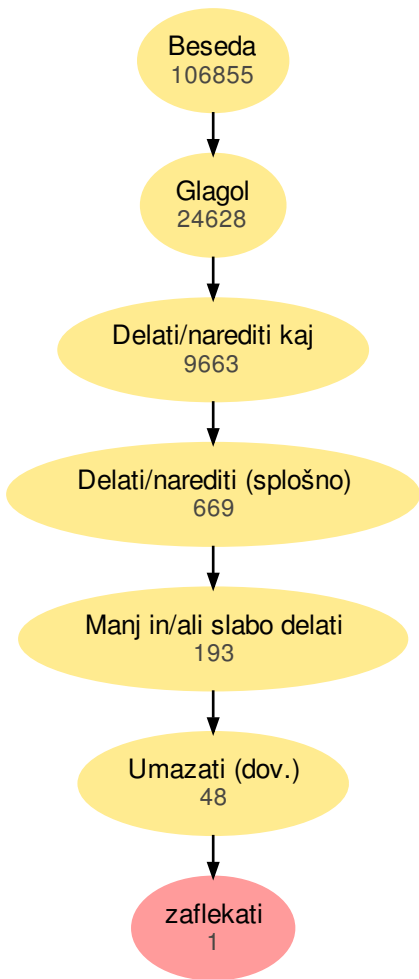 Beseda
106855
Glagol
24628
Delati/narediti kaj
9663
Delati/narediti (splošno)
669
Manj in/ali slabo delati
193
Umazati (dov.)
48
zaflekati
1